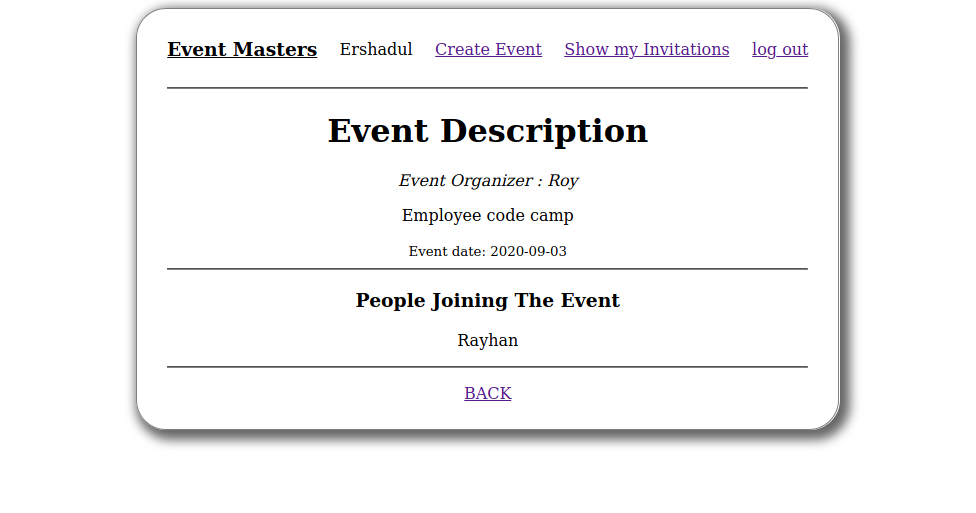 Event Masters Ershadul Create Event Show my Invitations log out
Event Description
Event Organizer : Roy
Employee code camp
Event date: 2020-09-03
People Joining The Event
Rayhan
BACK